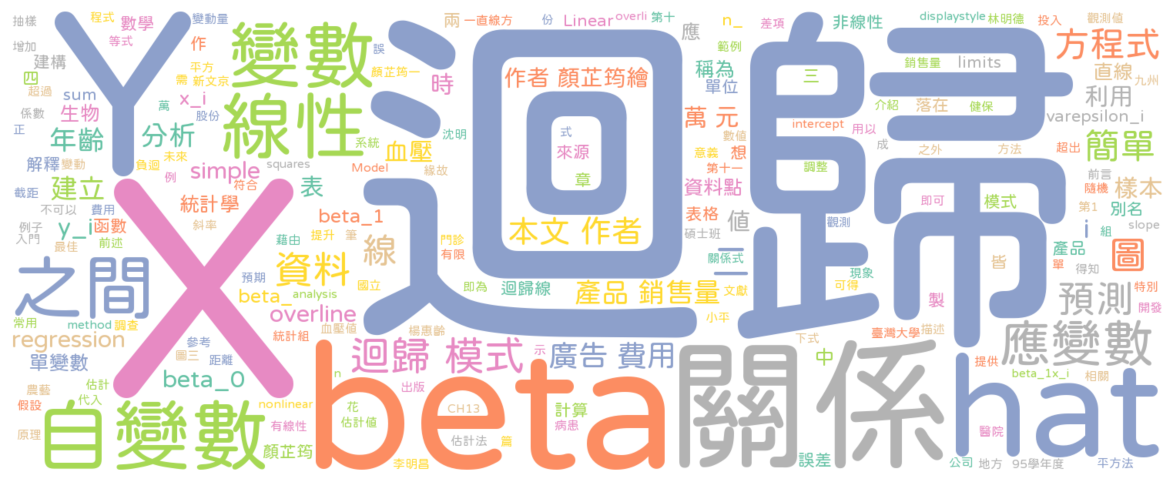 兩
一直線方
份
Linear
overli
第十
應
n_
差項
非線性
displaystyle
林明德
投入
觀測值
程式
變動量
數學
等式
抽樣
增加
建構
作
誤
Y
變數
迴歸
範例
方程式
銷售量
limits
直線
九州
四
超過
平方
需
新文京
顏芷筠一
時
作者 顏芷筠繪
稱為
三
單位
sum
x_i
萬
係數
生物
股份
線性
沈明
式
萬 元
介紹
健保
落在
利用
varepsilon_i
正
年齡
分析
系統
數值
intercept
用以
來源
意義
想
成
之外
方法
超出
簡單
血壓
解釋
變動
負迴
未來
simple
squares
Model
緣故
例
符合
章
資料點
第十一
調整
前言
截距
建立
表
隨機
樣本
不可以
費用
統計學
beta_1
表格
即可
模式
第1
別名
例子
入門
y_i
函數
斜率
藉由
提升
筆
門診
有限
本文 作者
值
碩士班
觀測
i
組
slope
最佳
前述
線
二
關係式
產品
單
得知
圖
之間
X
資料
預期
國立
即為
迴歸線
文獻
現象
皆
特別
beta_
analysis
產品 銷售量
可得
預測
開發
常用
method
調查
overline
血壓值
楊惠齡
小平
製
regression
參考
統計組
下式
臺灣大學
描述
應變數
單變數
圖三
距離
迴歸 模式
示
廣告 費用
中
提供
beta_0
n
出版
beta
關係
hat
beta_1x_i
相關
農藝
估計
代入
假設
nonlinear
花
估計值
CH13
計算
病患
自變數
有線性
原理
醫院
顏芷筠
估計法
篇
李明昌
誤差
公司
地方
95學年度
平方法